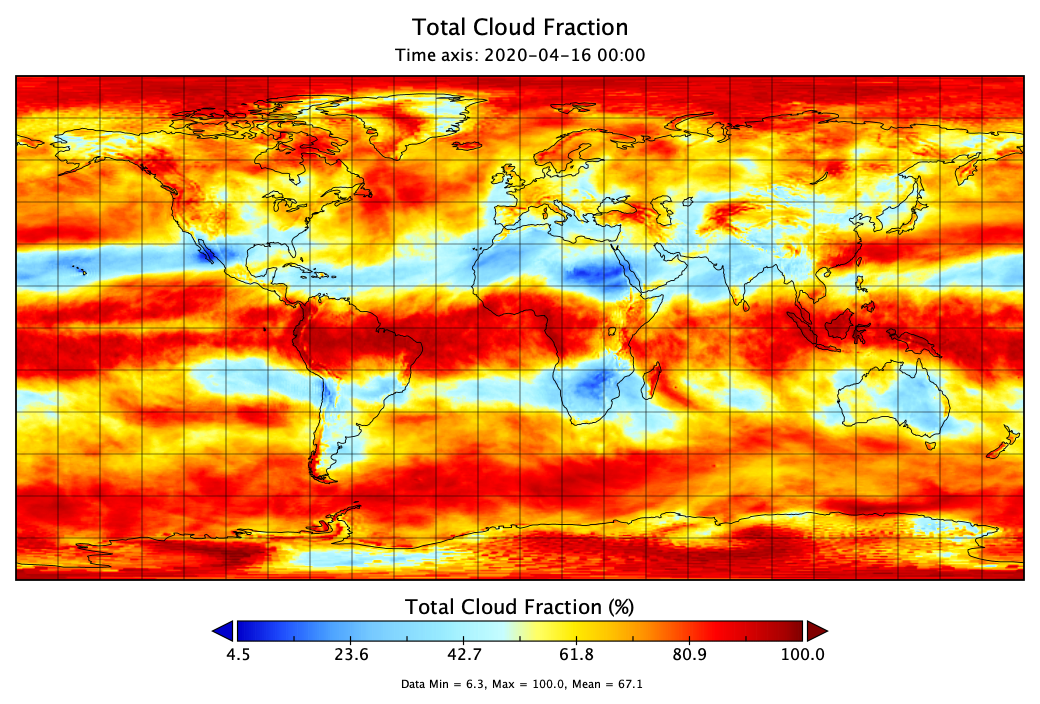 Total Cloud Fraction
Time axis: 2020-04-16 00:00
Total Cloud Fraction (%)
4.5 23.6 42.7 61.8 80.9 100.0
Data Min = 6.3, Max = 100.0, Mean = 67.1